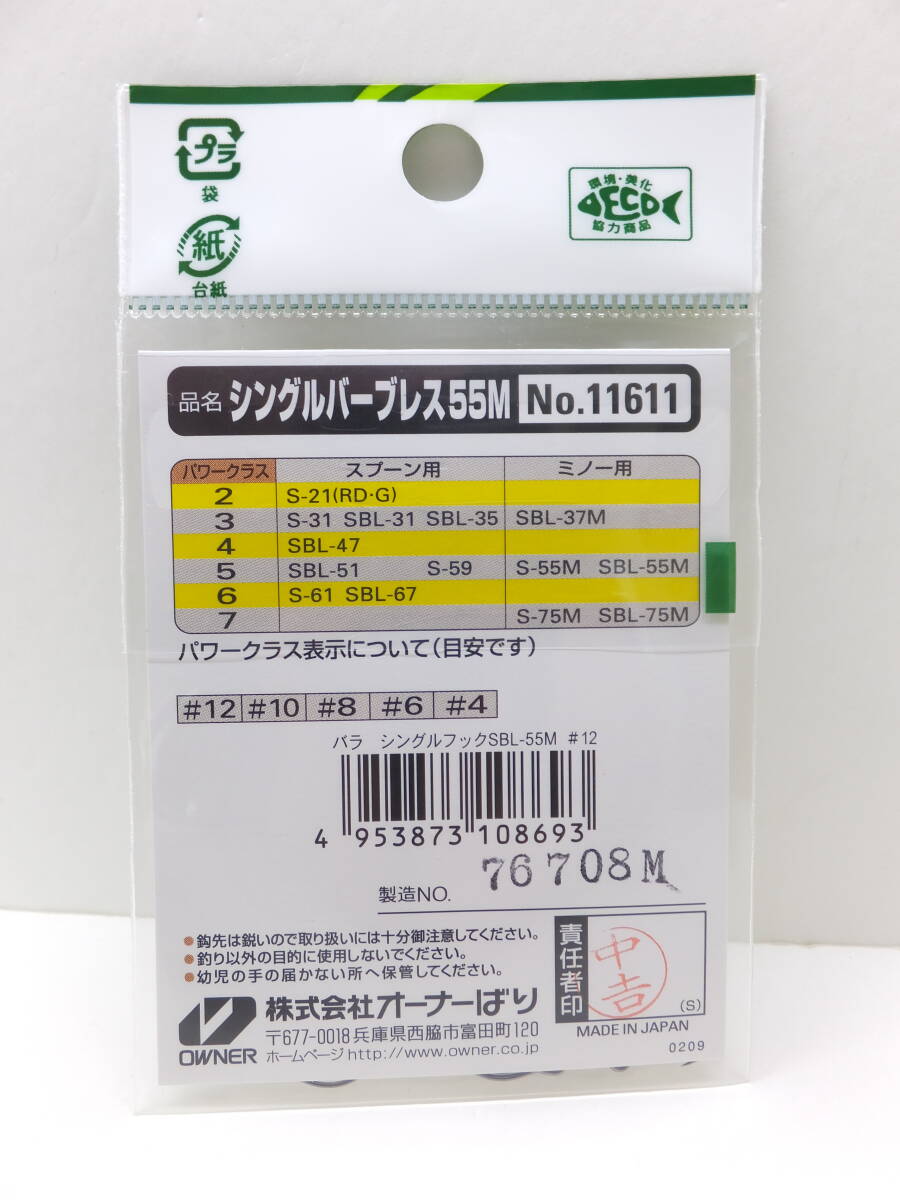 プラ
袋
紙
台紙
環境・美化
ECO
協力商品
品名 シングルバーブレス55M No.11611
パワークラス スプーン用 ミノー用
2 S-21(RD·G)
3 S-31 SBL-31 SBL-35 SBL-37M
4 SBL-47
5 SBL-51 S-59 S-55M SBL-55M
6 S-61 SBL-67
7 S-75M SBL-75M
パワークラス表示について(目安です)
#12 #10 #8 #6 #4
バラ シングルフックSBL-55M #12
4 953873 108693
製造NO. 76708M
●鈎先は鋭いので取り扱いには十分御注意してください。
●釣り以外の目的に使用しないでください。
●幼児の手の届かない所へ保管してください。
責任者印
中吉
(S)
MADE IN JAPAN
0209
OWNER
株式会社オーナーばり
〒677-0018 兵庫県西脇市富田町120
ホームページ http://www.owner.co.jp